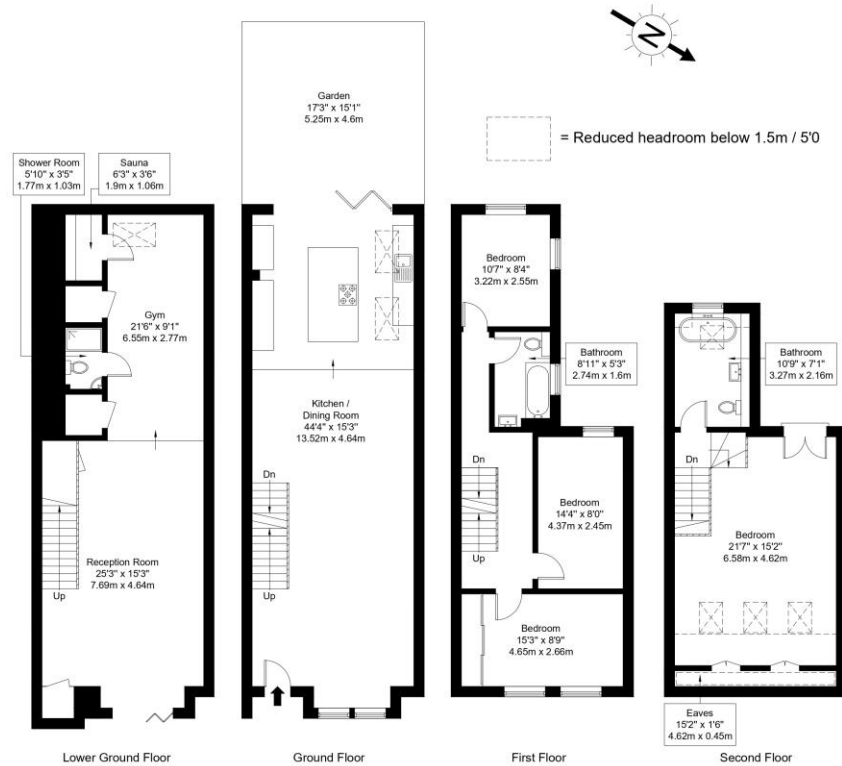 N
= Reduced headroom below 1.5m / 5'0
Garden
17'3" x 15'1"
5.25m x 4.6m
Shower Room
5'10" x 3'5"
1.77m x 1.03m
Sauna
6'3" x 3'6"
1.9m x 1.06m
Gym
21'6" x 9'1"
6.55m x 2.77m
Reception Room
25'3" x 15'3"
7.69m x 4.64m
Up
Lower Ground Floor
Kitchen /
Dining Room
44'4" x 15'3"
13.52m x 4.64m
Dn
Up
Ground Floor
Bedroom
10'7" x 8'4"
3.22m x 2.55m
Bathroom
8'11" x 5'3"
2.74m x 1.6m
Dn
Up
Bedroom
14'4" x 8'0"
4.37m x 2.45m
Bedroom
15'3" x 8'9"
4.65m x 2.66m
First Floor
Bathroom
10'9" x 7'1"
3.27m x 2.16m
Dn
Bedroom
21'7" x 15'2"
6.58m x 4.62m
Eaves
15'2" x 1'6"
4.62m x 0.45m
Second Floor